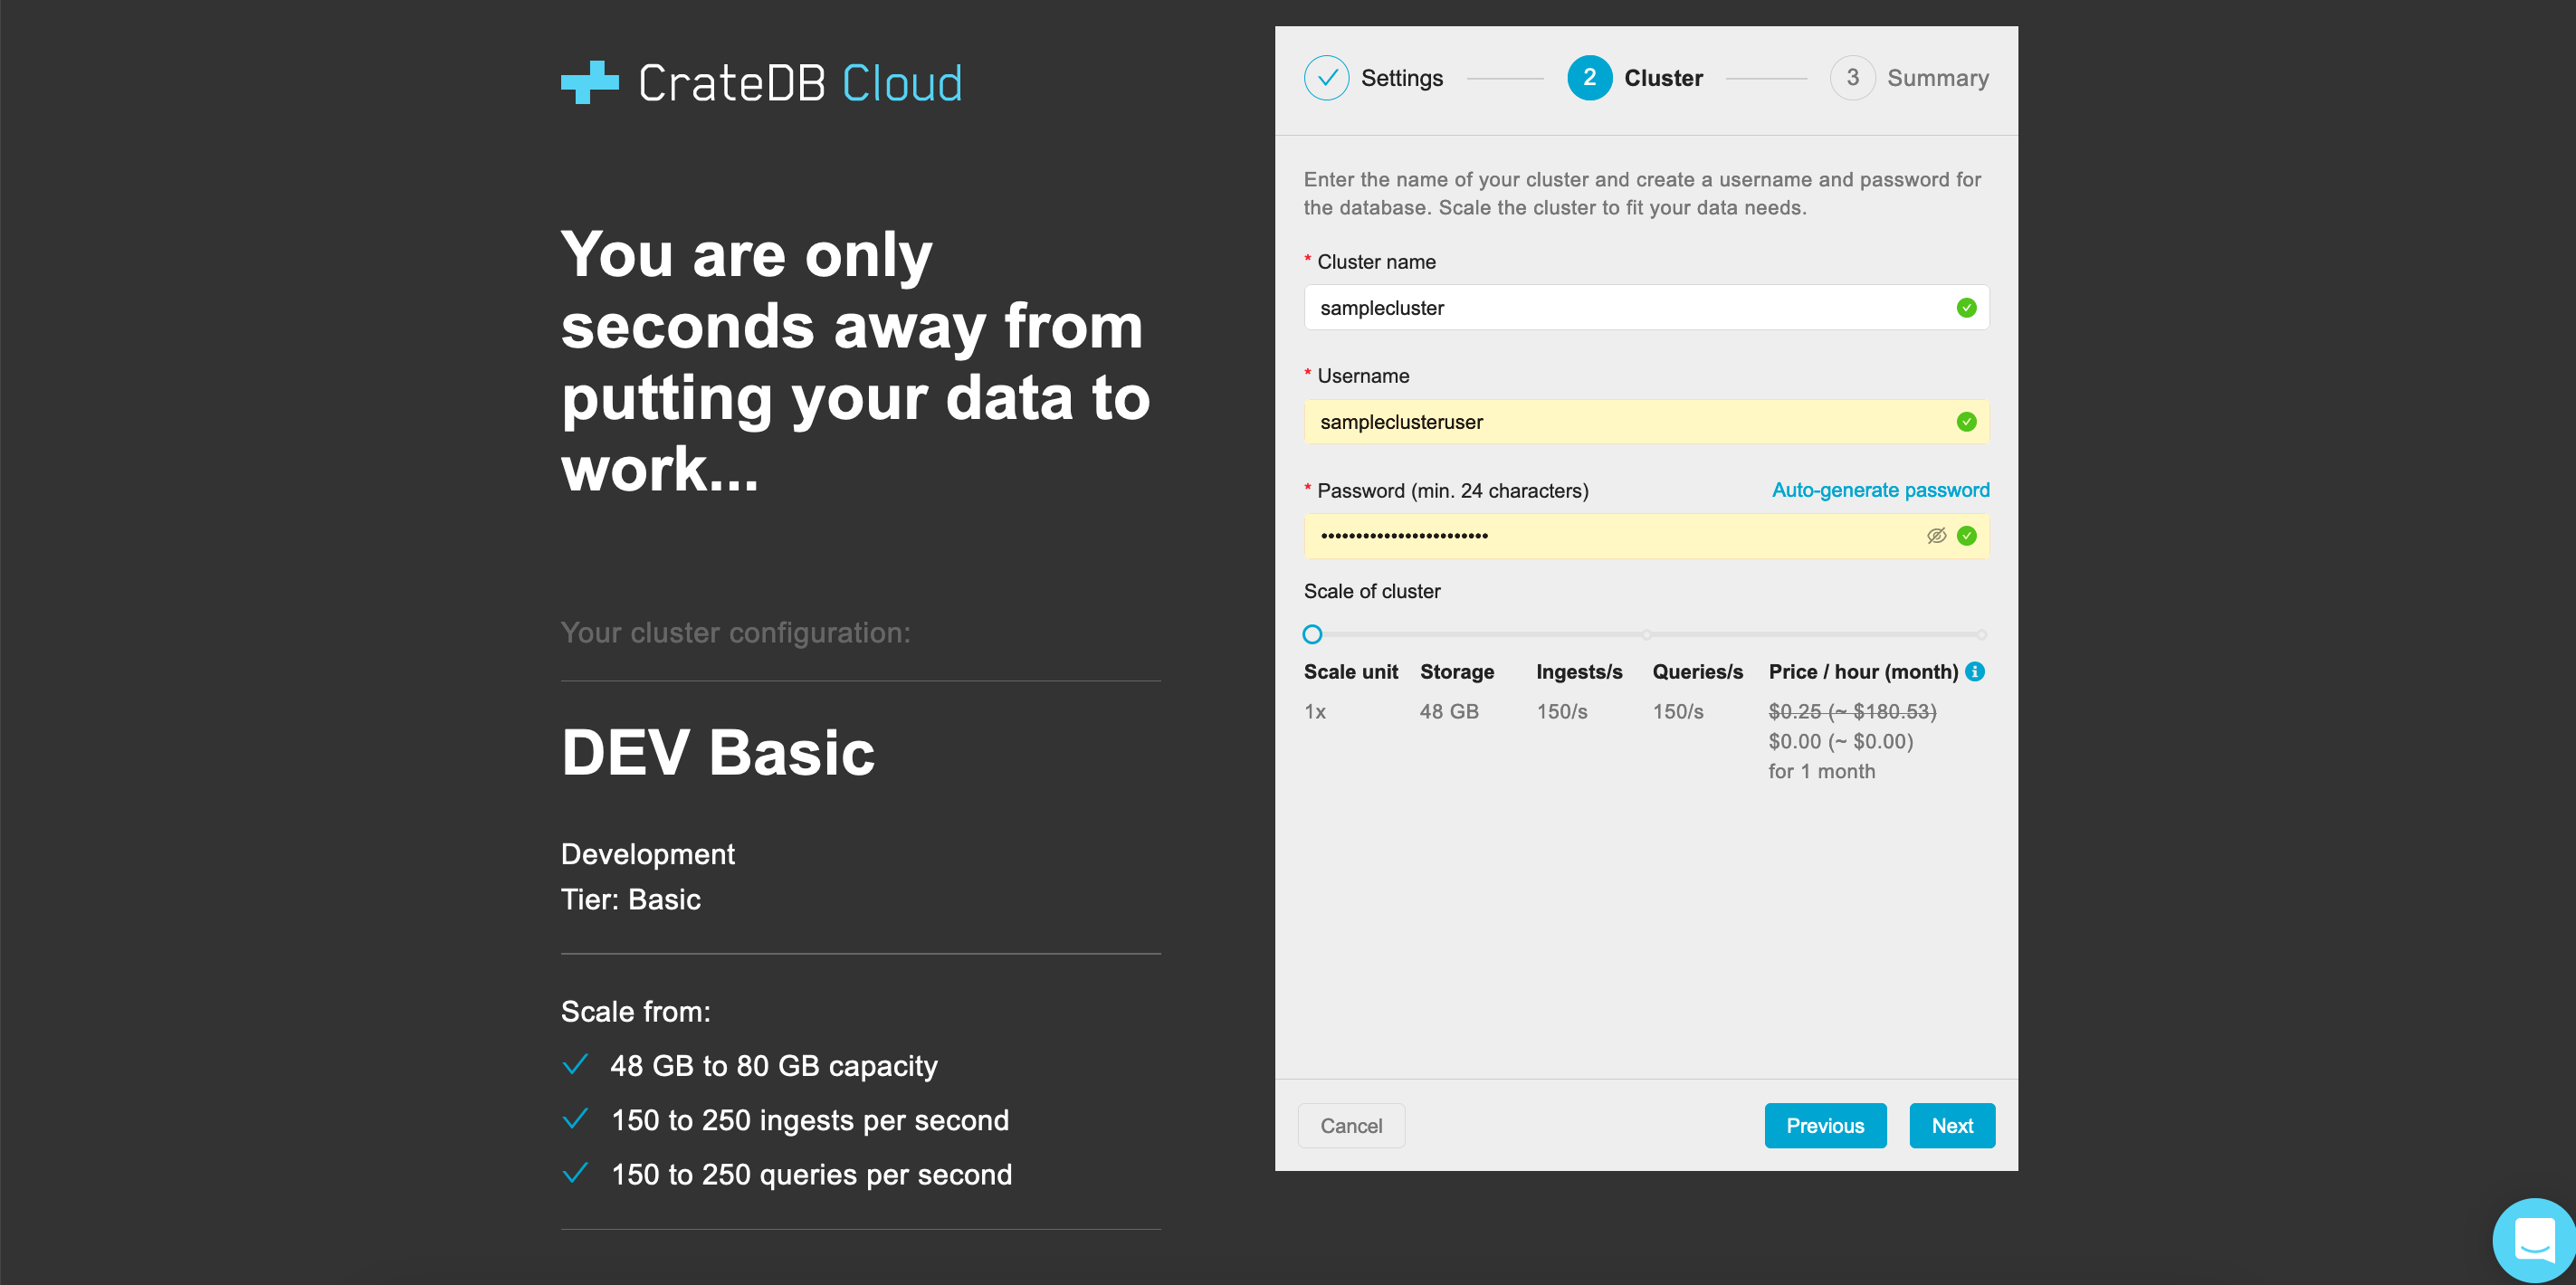 CrateDB Cloud
You are only
seconds away from
putting your data to
work...
Your cluster configuration:
DEV Basic
Development
Tier: Basic
Scale from:
48 GB to 80 GB capacity
150 to 250 ingests per second
150 to 250 queries per second
Settings 2 Cluster 3 Summary
Enter the name of your cluster and create a username and password for
the database. Scale the cluster to fit your data needs.
* Cluster name
samplecluster
* Username
sampleclusteruser
* Password (min. 24 characters) Auto-generate password
••••••••••••••••••••••••
Scale of cluster
Scale unit Storage Ingests/s Queries/s Price / hour (month)
1x 48 GB 150/s 150/s $0.25 (~ $180.53)
$0.00 (~ $0.00)
for 1 month
Cancel Previous Next